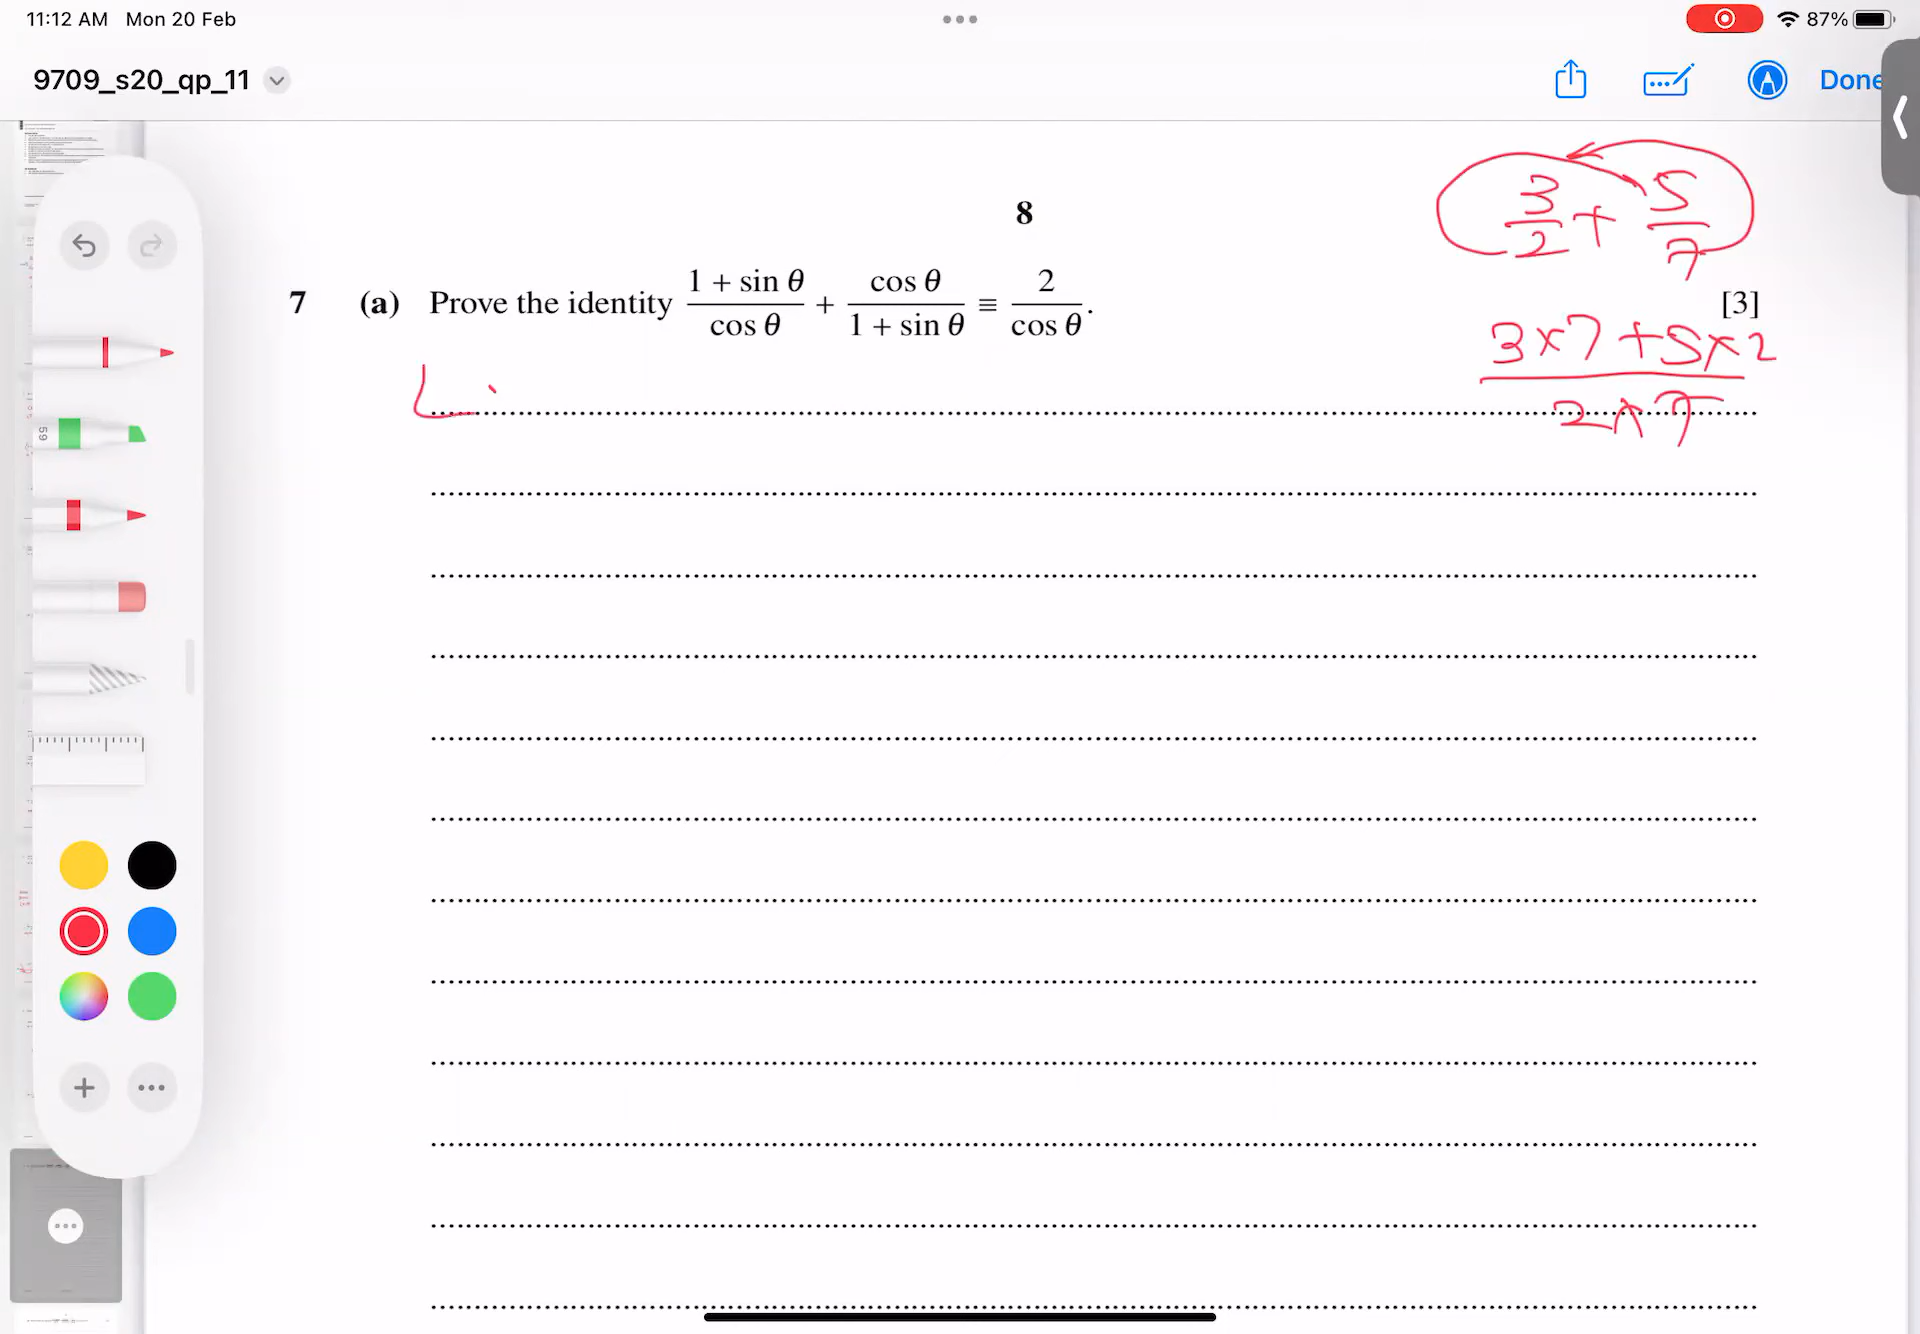 11:12 AM Mon 20 Feb
87%
9709_s20_qp_11
Done
8
3/2 + 5/7
7 (a) Prove the identity (1 + sin θ)/(cos θ) + (cos θ)/(1 + sin θ) ≡ 2/(cos θ). [3]
(3 × 7 + 5 × 2)/(2 × 7)
L
59